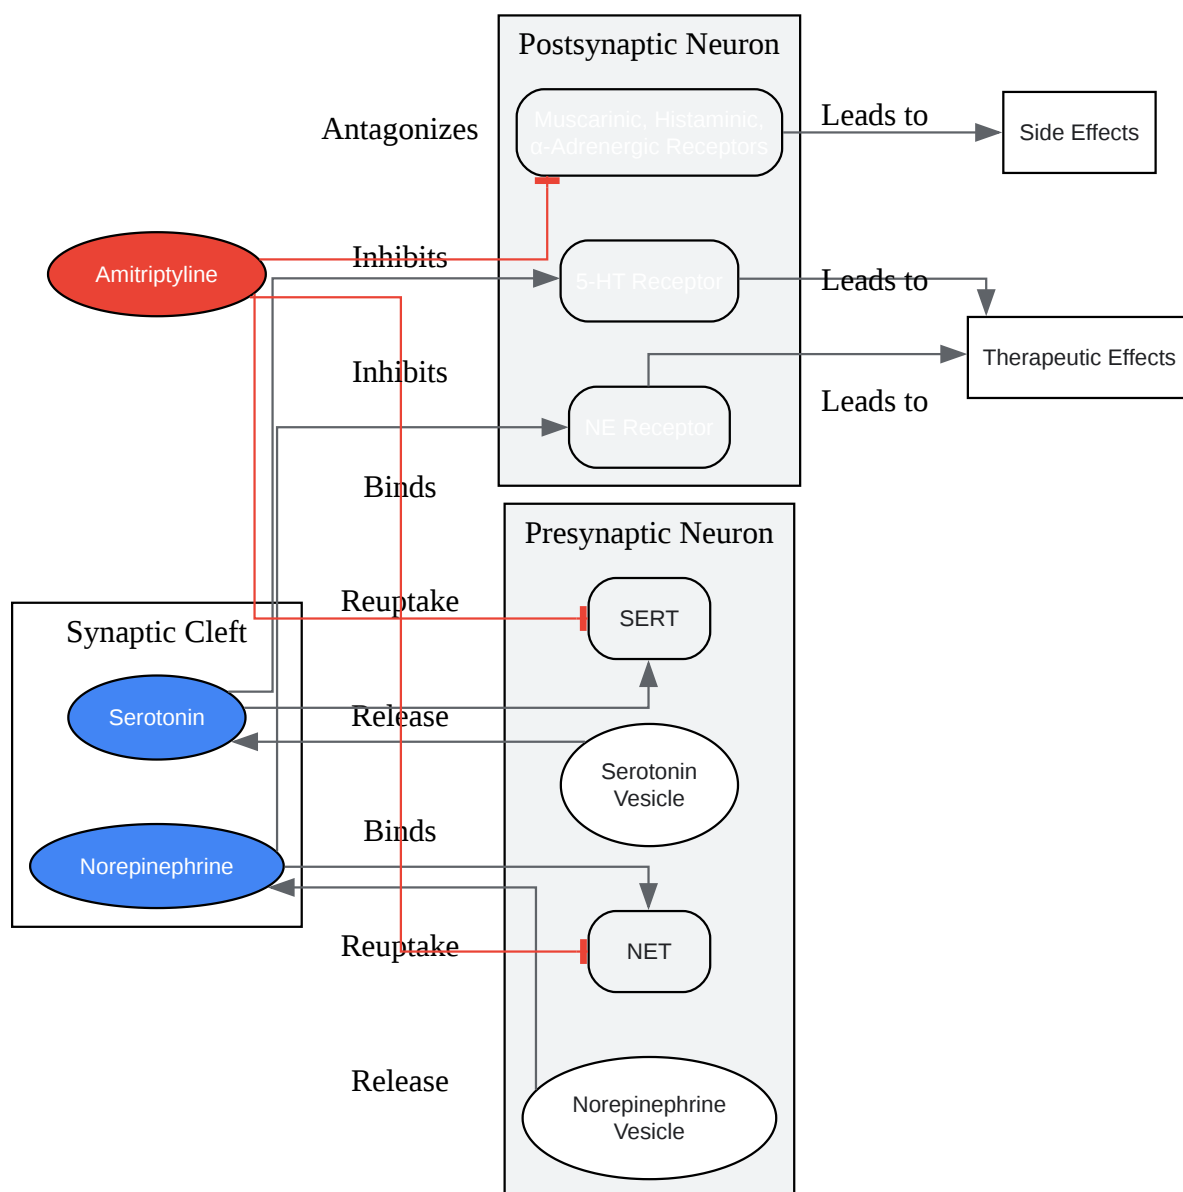 Postsynaptic Neuron
Antagonizes
Muscarinic, Histaminic,
α-Adrenergic Receptors
Leads to
Side Effects
Amitriptyline
Inhibits
5-HT Receptor
Leads to
Therapeutic Effects
Inhibits
NE Receptor
Leads to
Binds
Presynaptic Neuron
Reuptake
SERT
Synaptic Cleft
Serotonin
Release
Serotonin
Vesicle
Binds
Norepinephrine
Reuptake
NET
Release
Norepinephrine
Vesicle